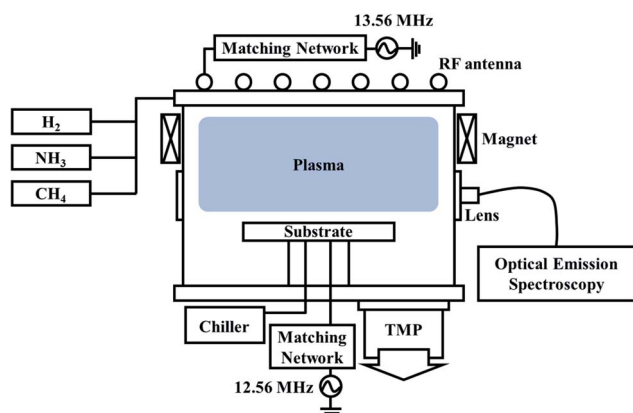 13.56 MHz
Matching Network
RF antenna
H2
NH3
CH4
Magnet
Plasma
Lens
Substrate
Optical Emission
Spectroscopy
Chiller
TMP
Matching
Network
12.56 MHz